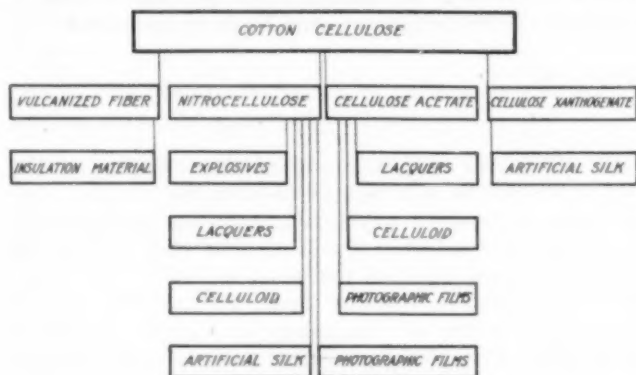 COTTON CELLULOSE
VULCANIZED FIBER
NITROCELLULOSE
CELLULOSE ACETATE
CELLULOSE XANTHOGENATE
INSULATION MATERIAL
EXPLOSIVES
LACQUERS
ARTIFICIAL SILK
LACQUERS
CELLULOID
CELLULOID
PHOTOGRAPHIC FILMS
ARTIFICIAL SILK
PHOTOGRAPHIC FILMS